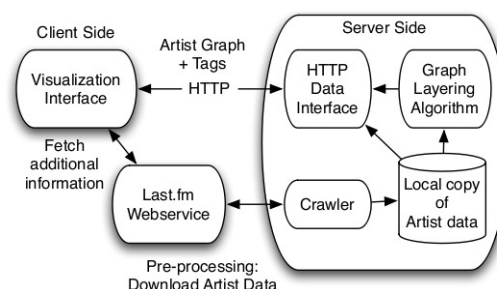 Client Side
Server Side
Artist Graph
+ Tags
HTTP
Visualization
Interface
HTTP
Data
Interface
Graph
Layering
Algorithm
Fetch
additional
information
Last.fm
Webservice
Crawler
Local copy
of
Artist data
Pre-processing:
Download Artist Data